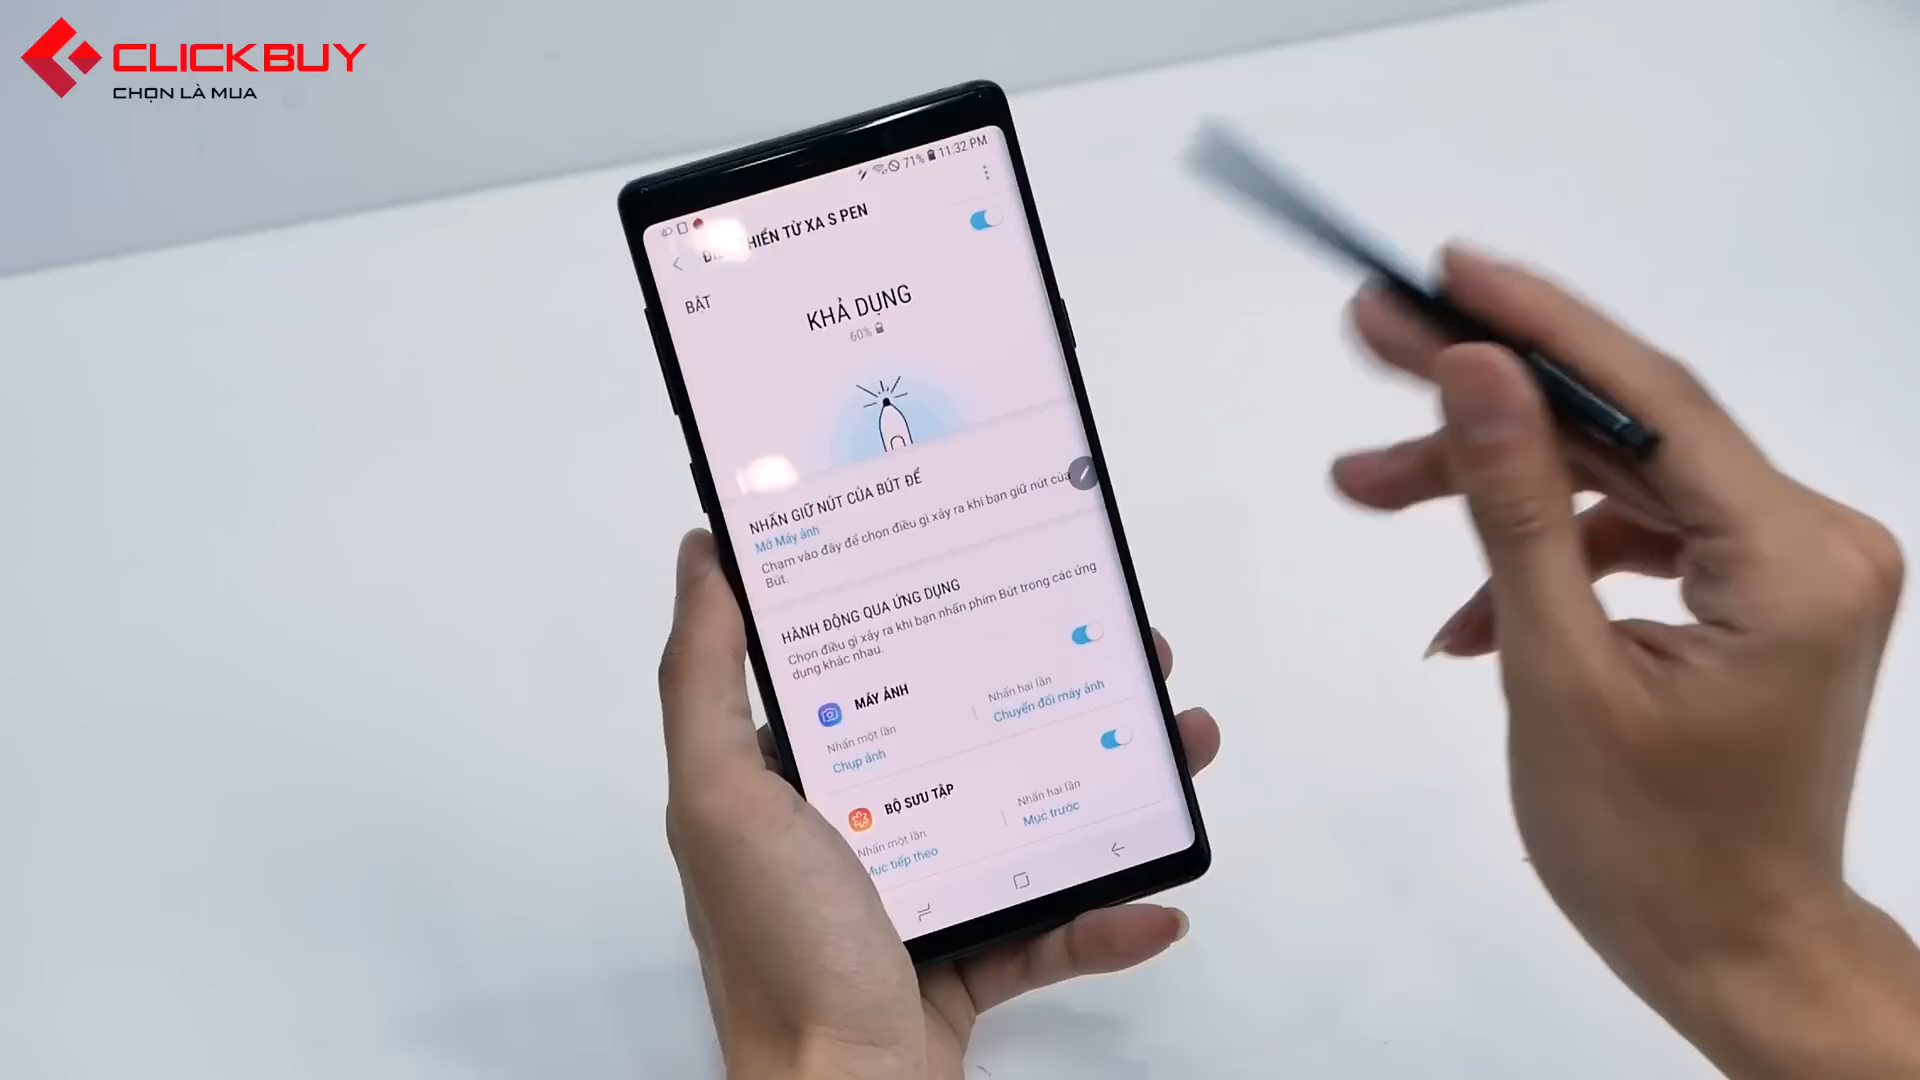 CLICKBUY
CHỌN LÀ MUA
71% 11:32 PM
HIỂN TỪ XA S PEN
BẬT
KHẢ DỤNG
60%
NHẤN GIỮ NÚT CỦA BÚT ĐỂ
Mở Máy ảnh
Chạm vào đây để chọn điều gì xảy ra khi bạn giữ nút của
Bút.
HÀNH ĐỘNG QUA ỨNG DỤNG
Chọn điều gì xảy ra khi bạn nhấn phím Bút trong các ứng
dụng khác nhau.
MÁY ẢNH
Nhấn một lần
Chụp ảnh
Nhấn hai lần
Chuyển đổi máy ảnh
BỘ SƯU TẬP
Nhấn một lần
Mục tiếp theo
Nhấn hai lần
Mục trước